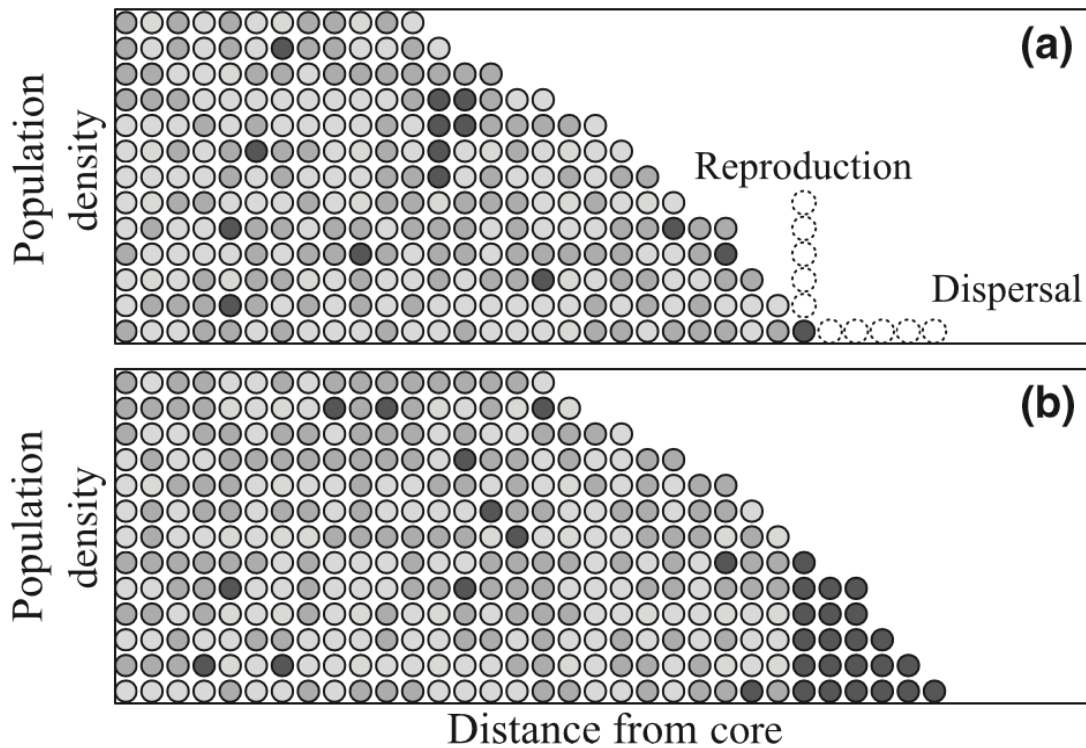 (a)
Population
density
Reproduction
Dispersal
(b)
Population
density
Distance from core